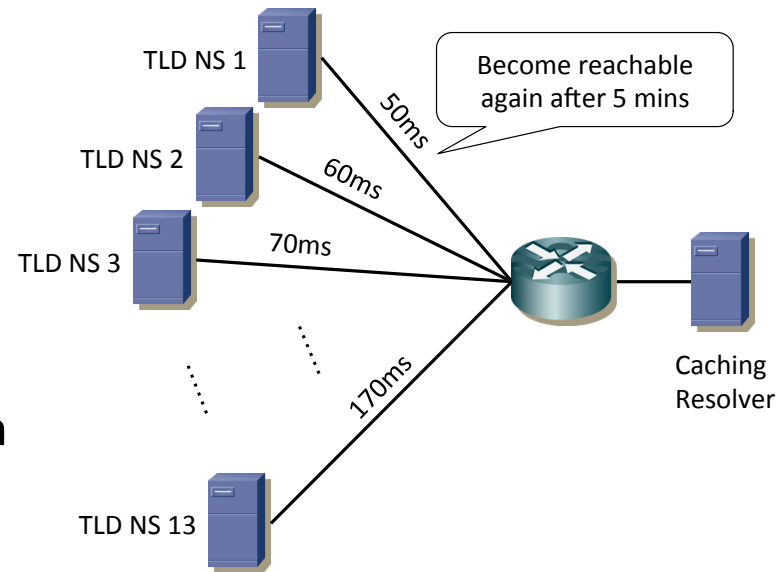 TLD NS 1
Become reachable
again after 5 mins
50ms
TLD NS 2
60ms
TLD NS 3
70ms
170ms
Caching
Resolver
TLD NS 13